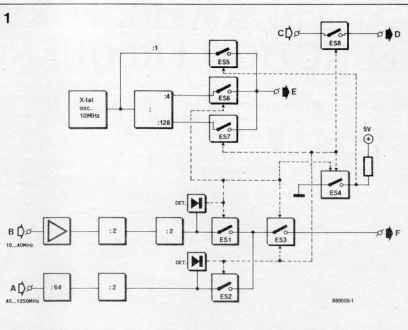 1
C
D
ES8
:1
ES5
X-tal
osc.
10MHz
:
:4
ES6
E
:128
ES7
5V
ES4
DET.
B
10...40MHz
:2
:2
ES1
ES3
F
DET.
A
40...1250MHz
:64
:2
ES2
880005-1